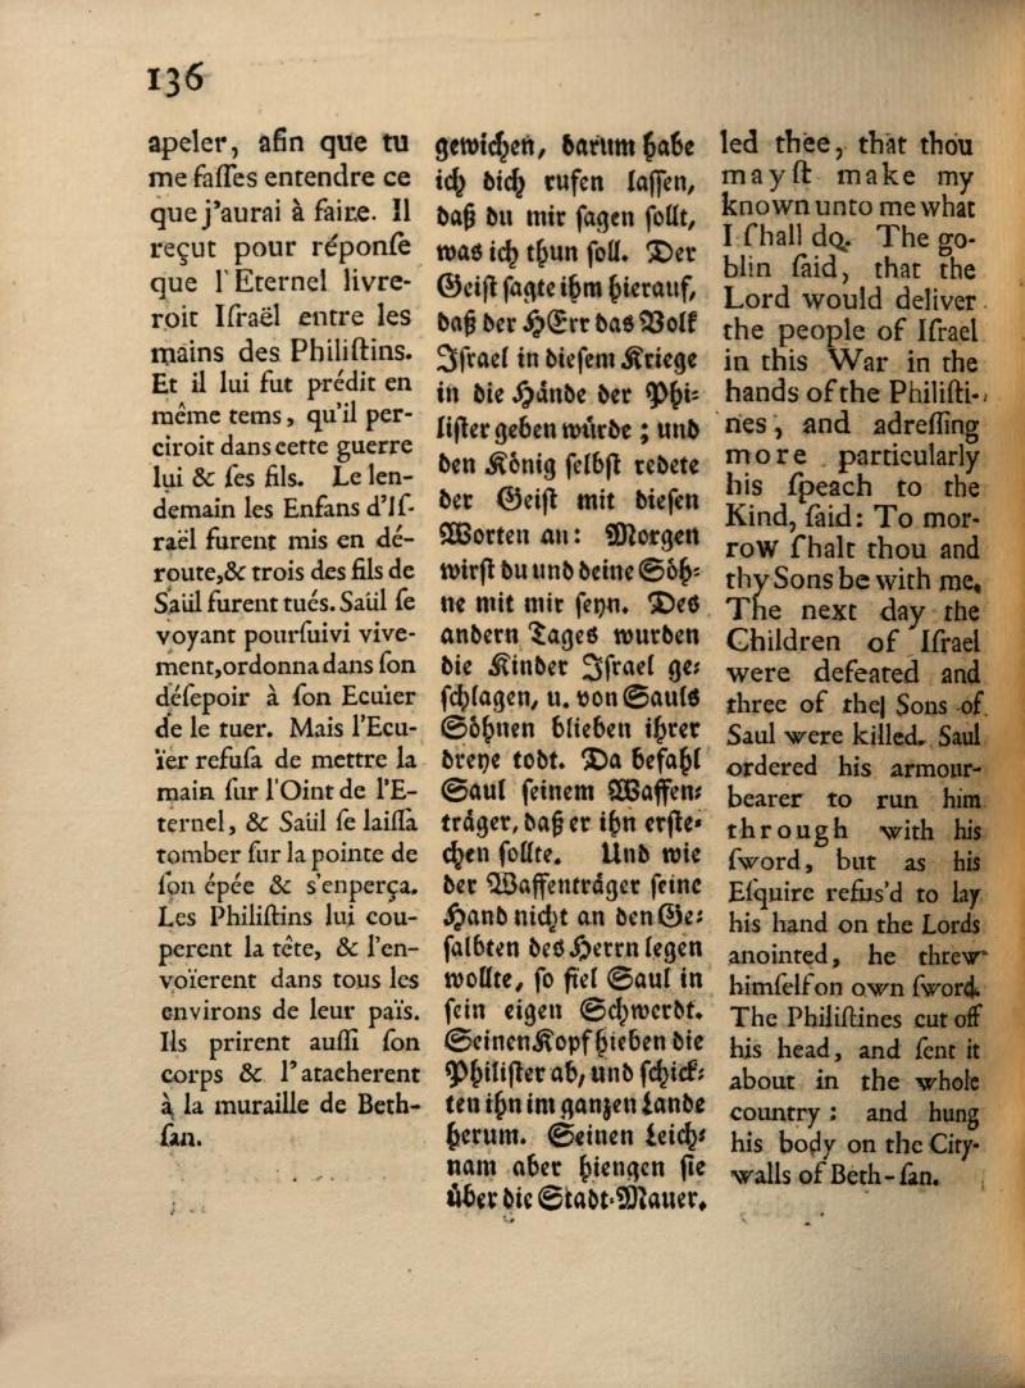 136
apeler, afin que tu
me faſſes entendre ce
que j'aurai à faire. Il
reçut pour réponſe
que l'Eternel livre-
roit Iſraël entre les
mains des Philiſtins.
Et il lui fut prédit en
même tems, qu'il per-
ciroit dans cette guerre
lui & ſes fils. Le len-
demain les Enfans d'Iſ-
raël furent mis en dé-
route,& trois des fils de
Saül furent tués. Saül ſe
voyant pourſuivi vive-
ment,ordonna dans ſon
déſepoir à ſon Ecuïer
de le tuer. Mais l'Ecu-
ïer refuſa de mettre la
main ſur l'Oint de l'E-
ternel, & Saül ſe laiſſa
tomber ſur la pointe de
ſon épée & s'enperça.
Les Philiſtins lui cou-
perent la tête, & l'en-
voïerent dans tous les
environs de leur païs.
Ils prirent auſſi ſon
corps & l'atacherent
à la muraille de Beth-
ſan.
gewichen, darum habe
ich dich rufen laſſen,
daß du mir ſagen ſollt,
was ich thun ſoll. Der
Geiſt ſagte ihm hierauf,
daß der HErr das Volk
Iſrael in dieſem Kriege
in die Hände der Phi-
liſter geben würde; und
den König ſelbſt redete
der Geiſt mit dieſen
Worten an: Morgen
wirſt du und deine Söh-
ne mit mir ſeyn. Des
andern Tages wurden
die Kinder Iſrael ge-
ſchlagen, u. von Sauls
Söhnen blieben ihrer
dreye todt. Da befahl
Saul ſeinem Waffen-
träger, daß er ihn erſte-
chen ſollte. Und wie
der Waffenträger ſeine
Hand nicht an den Ge-
ſalbten des Herrn legen
wollte, ſo fiel Saul in
ſein eigen Schwerdt.
Seinen Kopf hieben die
Philiſter ab, und ſchick-
ten ihn im ganzen Lande
herum. Seinen Leich-
nam aber hiengen ſie
über die Stadt-Mauer.
led thee, that thou
mayſt make my
known unto me what
I ſhall do. The go-
blin ſaid, that the
Lord would deliver
the people of Iſrael
in this War in the
hands of the Philiſti-
nes, and adreſſing
more particularly
his ſpeach to the
Kind, ſaid: To mor-
row ſhalt thou and
thy Sons be with me.
The next day the
Children of Iſrael
were defeated and
three of the Sons of
Saul were killed. Saul
ordered his armour-
bearer to run him
through with his
ſword, but as his
Eſquire refus'd to lay
his hand on the Lords
anointed, he threw
himſelf on own ſword.
The Philiſtines cut off
his head, and ſent it
about in the whole
country: and hung
his body on the City-
walls of Beth-ſan.